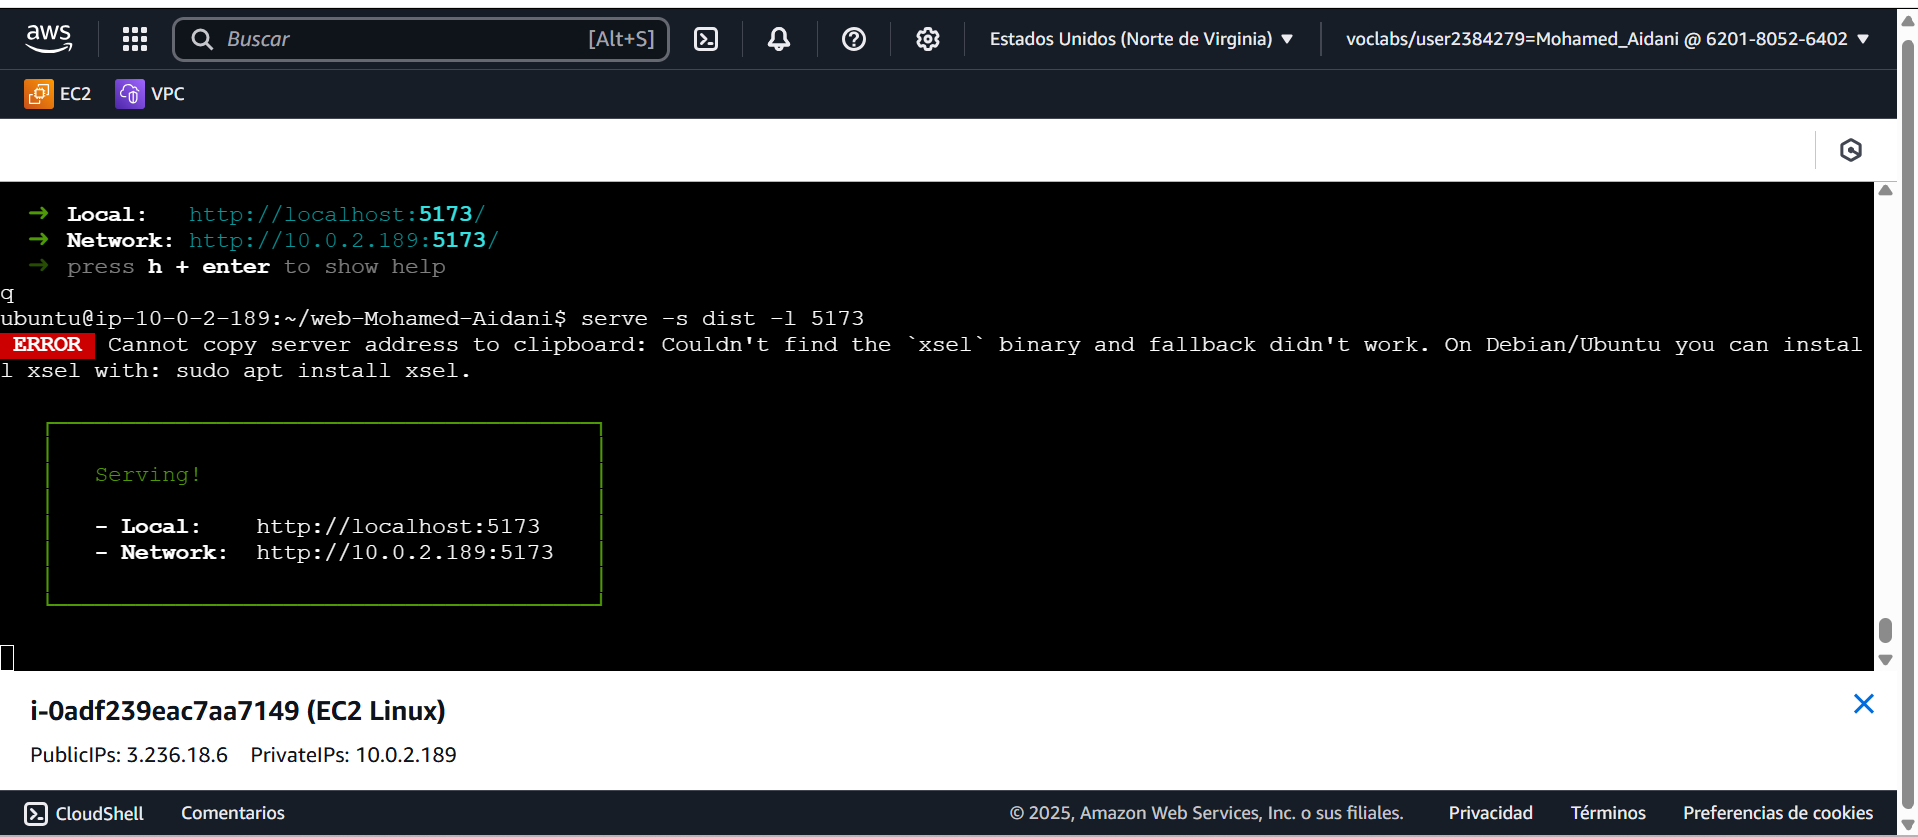 aws
Buscar [Alt+S]
Estados Unidos (Norte de Virginia) ▼
voclabs/user2384279=Mohamed_Aidani @ 6201-8052-6402 ▼
EC2 VPC
➜ Local: http://localhost:5173/
➜ Network: http://10.0.2.189:5173/
➜ press h + enter to show help
q
ubuntu@ip-10-0-2-189:~/web-Mohamed-Aidani$ serve -s dist -l 5173
ERROR Cannot copy server address to clipboard: Couldn't find the `xsel` binary and fallback didn't work. On Debian/Ubuntu you can instal
l xsel with: sudo apt install xsel.
Serving!
- Local: http://localhost:5173
- Network: http://10.0.2.189:5173
i-0adf239eac7aa7149 (EC2 Linux)
PublicIPs: 3.236.18.6 PrivateIPs: 10.0.2.189
CloudShell Comentarios © 2025, Amazon Web Services, Inc. o sus filiales. Privacidad Términos Preferencias de cookies